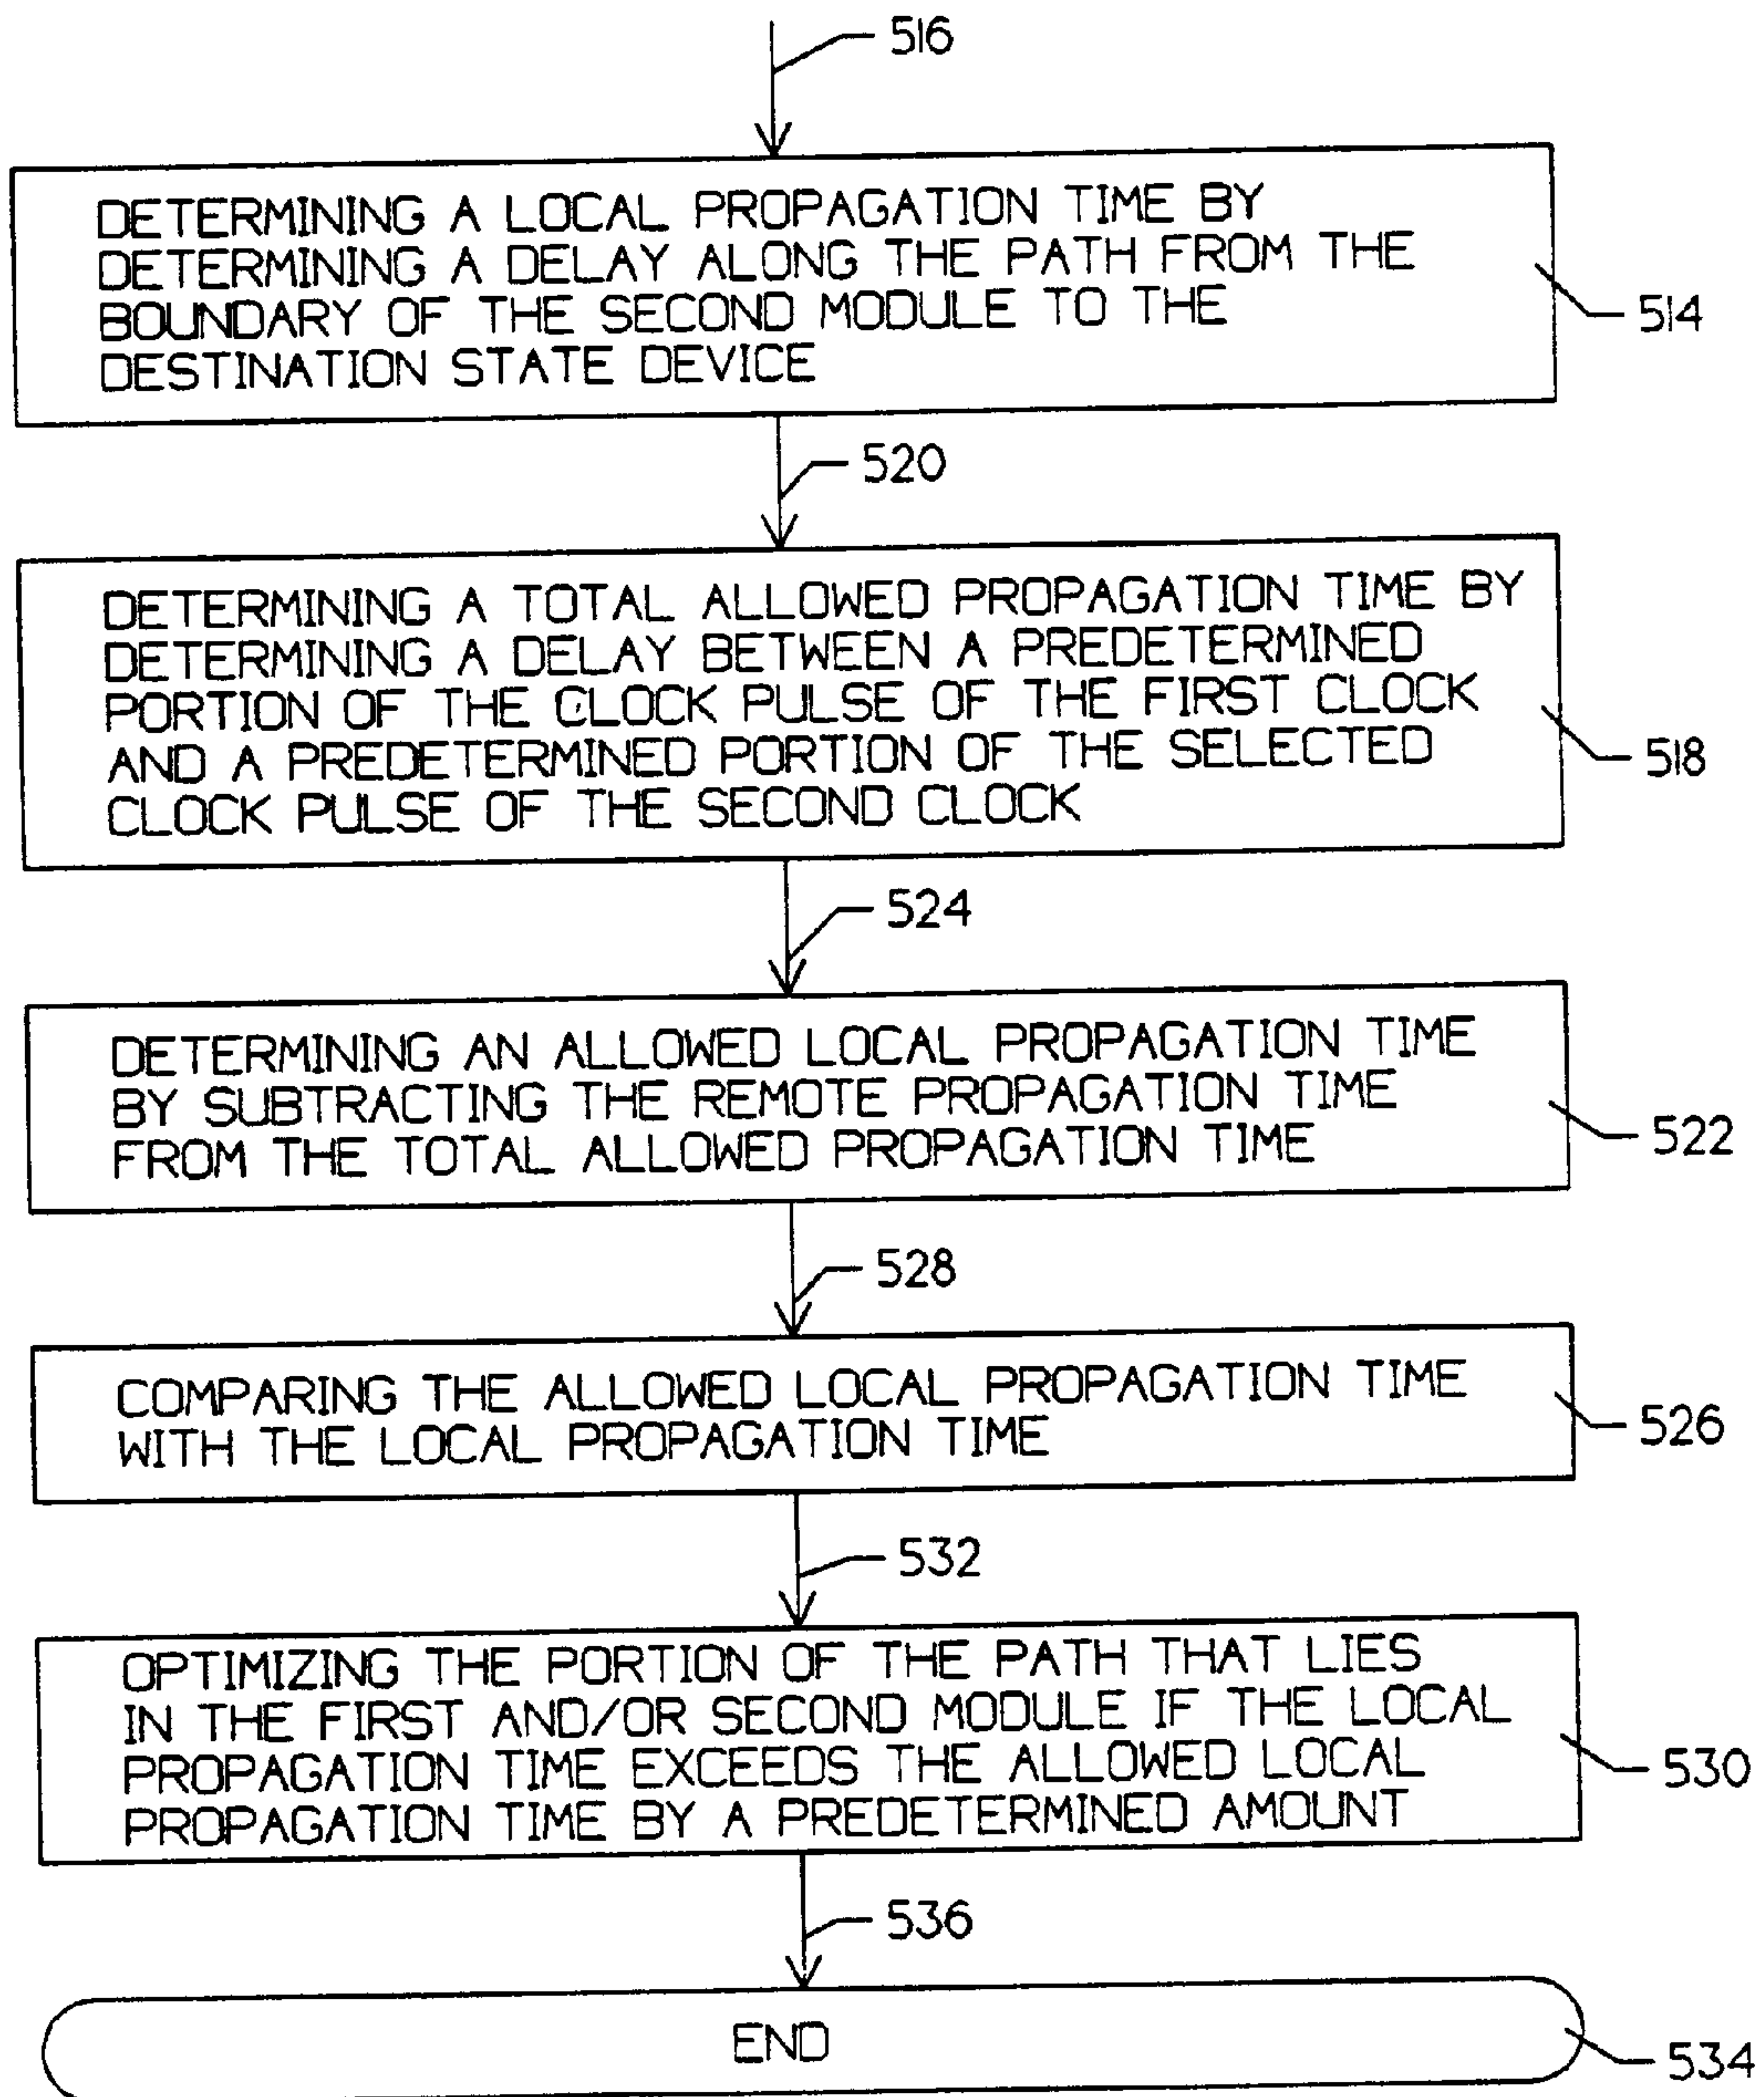 516
DETERMINING A LOCAL PROPAGATION TIME BY
DETERMINING A DELAY ALONG THE PATH FROM THE
BOUNDARY OF THE SECOND MODULE TO THE
DESTINATION STATE DEVICE
514
520
DETERMINING A TOTAL ALLOWED PROPAGATION TIME BY
DETERMINING A DELAY BETWEEN A PREDETERMINED
PORTION OF THE CLOCK PULSE OF THE FIRST CLOCK
AND A PREDETERMINED PORTION OF THE SELECTED
CLOCK PULSE OF THE SECOND CLOCK
518
524
DETERMINING AN ALLOWED LOCAL PROPAGATION TIME
BY SUBTRACTING THE REMOTE PROPAGATION TIME
FROM THE TOTAL ALLOWED PROPAGATION TIME
522
528
COMPARING THE ALLOWED LOCAL PROPAGATION TIME
WITH THE LOCAL PROPAGATION TIME
526
532
OPTIMIZING THE PORTION OF THE PATH THAT LIES
IN THE FIRST AND/OR SECOND MODULE IF THE LOCAL
PROPAGATION TIME EXCEEDS THE ALLOWED LOCAL
PROPAGATION TIME BY A PREDETERMINED AMOUNT
530
536
END
534